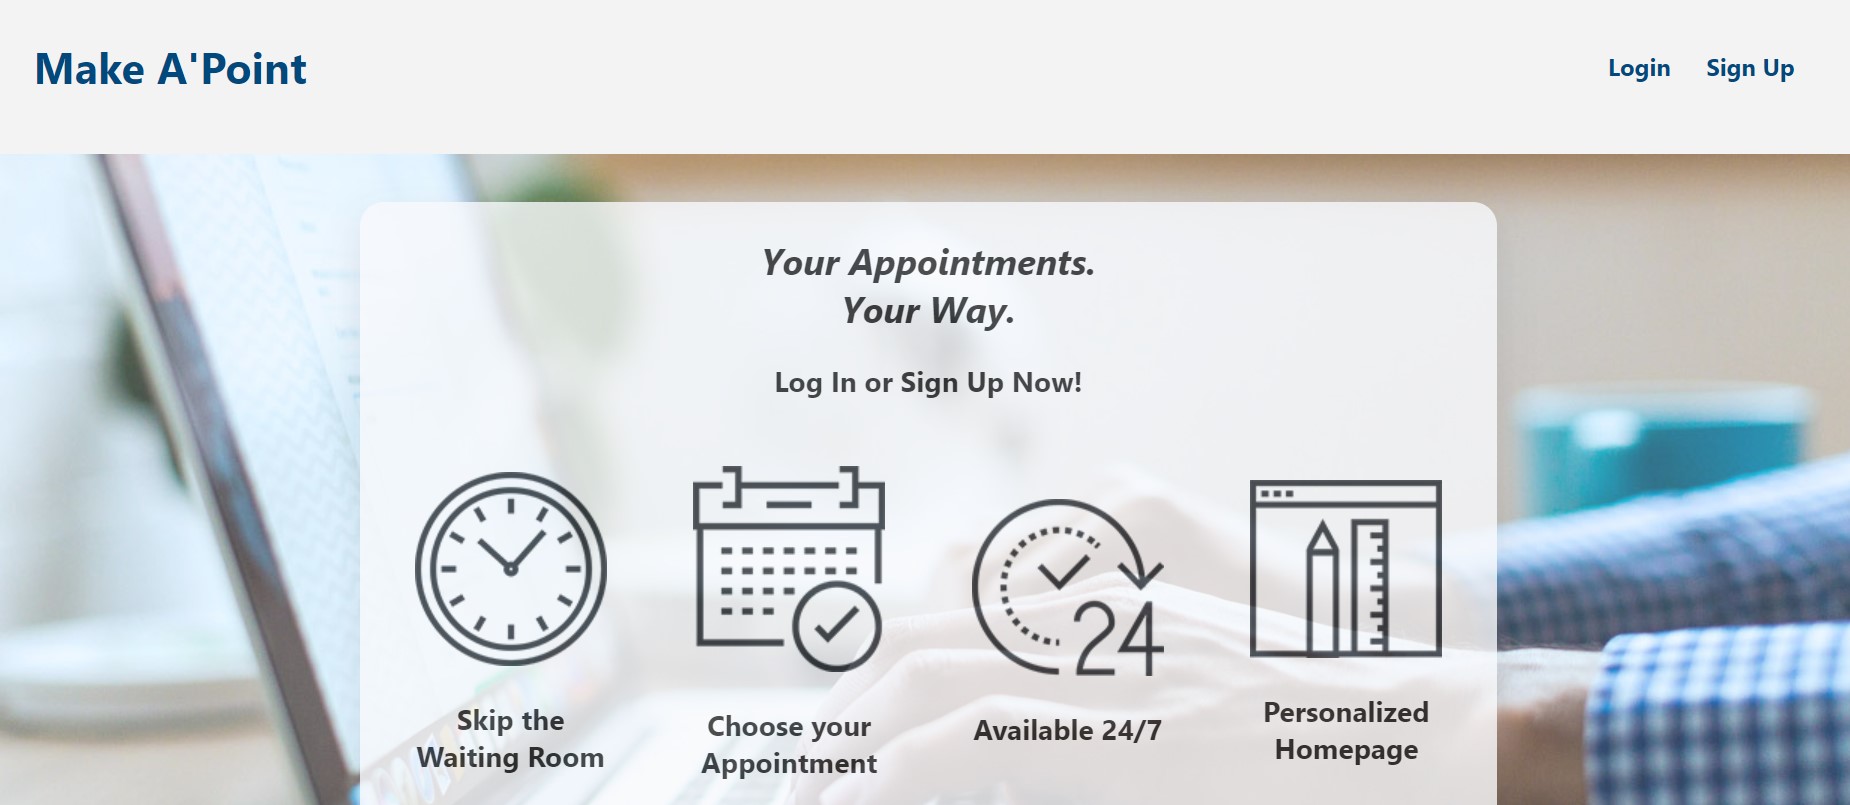 Make A'Point
Login
Sign Up
Your Appointments.
Your Way.
Log In or Sign Up Now!
24
Skip the
Waiting Room
Choose your
Appointment
Available 24/7
Personalized
Homepage